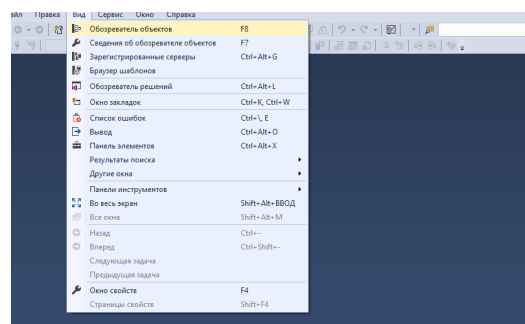 айл Правка Вид Сервис Окно Справка
Обозреватель объектов F8
Сведения об обозревателе объектов F7
Зарегистрированные серверы Ctrl+Alt+G
Браузер шаблонов
Обозреватель решений Ctrl+Alt+L
Окно закладок Ctrl+K, Ctrl+W
Список ошибок Ctrl+\, E
Вывод Ctrl+Alt+O
Панель элементов Ctrl+Alt+X
Результаты поиска
Другие окна
Панели инструментов
Во весь экран Shift+Alt+ВВОД
Все окна Shift+Alt+M
Назад Ctrl+-
Вперед Ctrl+Shift+-
Следующая задача
Предыдущая задача
Окно свойств F4
Страницы свойств Shift+F4